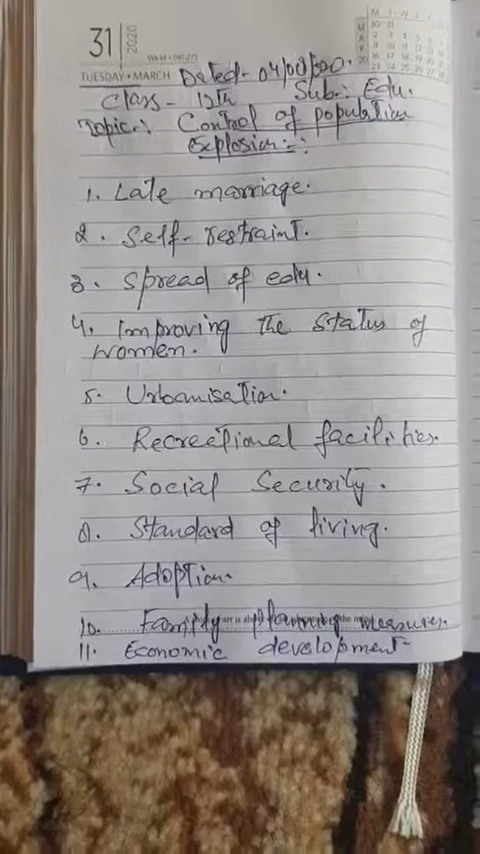 31
2020
TUESDAY • MARCH Dated- 04/08/2020.
Class- 12th Sub:- Edu.
Topic:- Control of population
Explosion:-
1. Late marriage.
2. Self-restraint.
3. Spread of edu.
4. Improving the status of
women.
5. Urbanisation.
6. Recreational facilities.
7. Social Security.
8. Standard of living.
9. Adoption.
10. Family planning measures.
11. Economic development